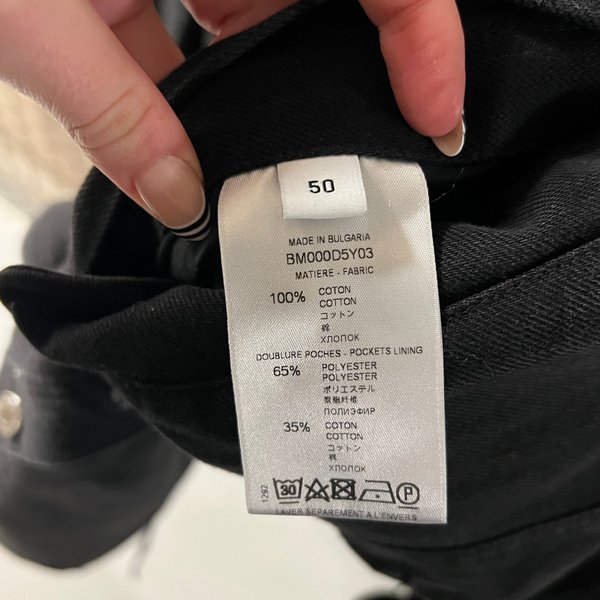 50
MADE IN BULGARIA
BM000D5Y03
MATIERE - FABRIC
100% COTON
COTTON
コットン
棉
ХЛОПОК
DOUBLURE POCHES - POCKETS LINING
65% POLYESTER
POLYESTER
ポリエステル
聚酯纤维
ПОЛИЭФИР
35% COTON
COTTON
コットン
棉
ХЛОПОК
1292
30
P
LAVER SEPAREMENT A L'ENVERS